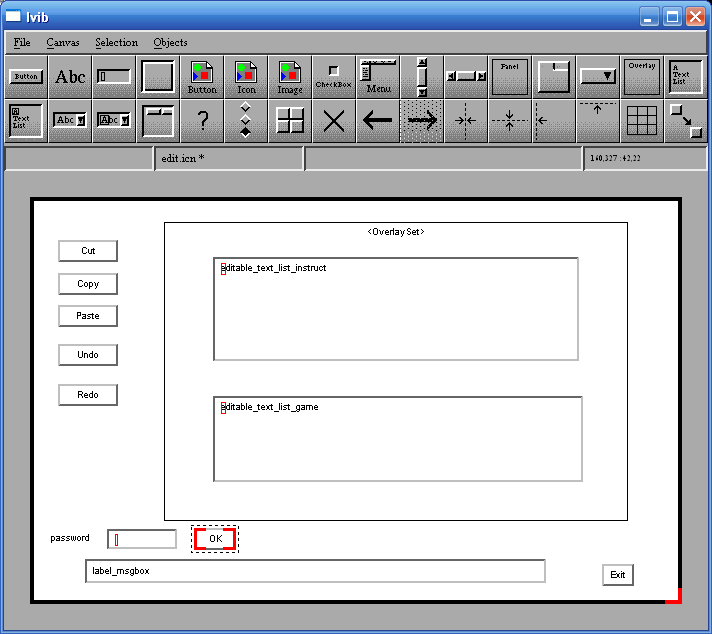 lvib
File Canvas Selection Objects
Button Abc Button Icon Image CheckBox Menu Panel Overlay A Text List
A Text List Abc Abc ?
edit.icn * 140,327 : 42,22
<Overlay Set>
Cut
editable_text_list_instruct
Copy
Paste
Undo
Redo
editable_text_list_game
password OK
label_msgbox Exit